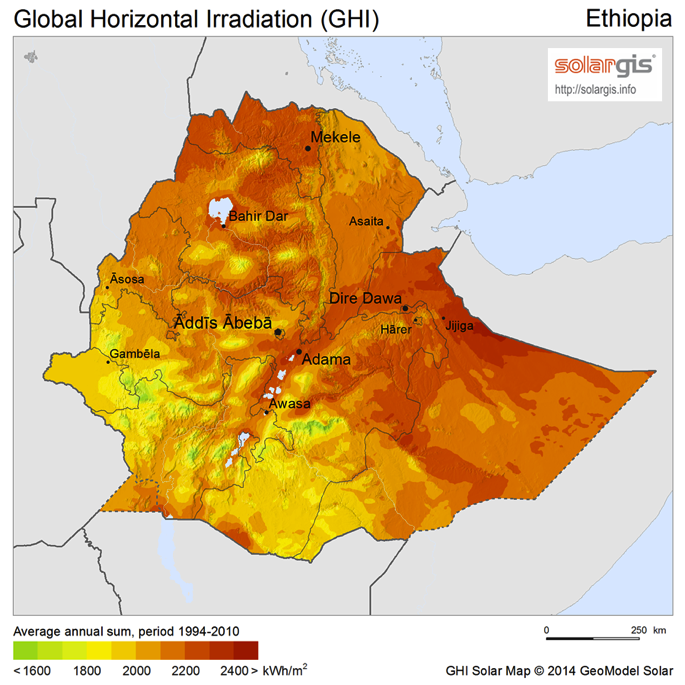 Global Horizontal Irradiation (GHI)
Ethiopia
solargis®
http://solargis.info
Mekele
Bahir Dar
Asaita
Āsosa
Dire Dawa
Āddīs Ābebā
Hārer
Jijiga
Gambēla
Adama
Awasa
Average annual sum, period 1994-2010
0 250 km
< 1600 1800 2000 2200 2400 > kWh/m²
GHI Solar Map © 2014 GeoModel Solar